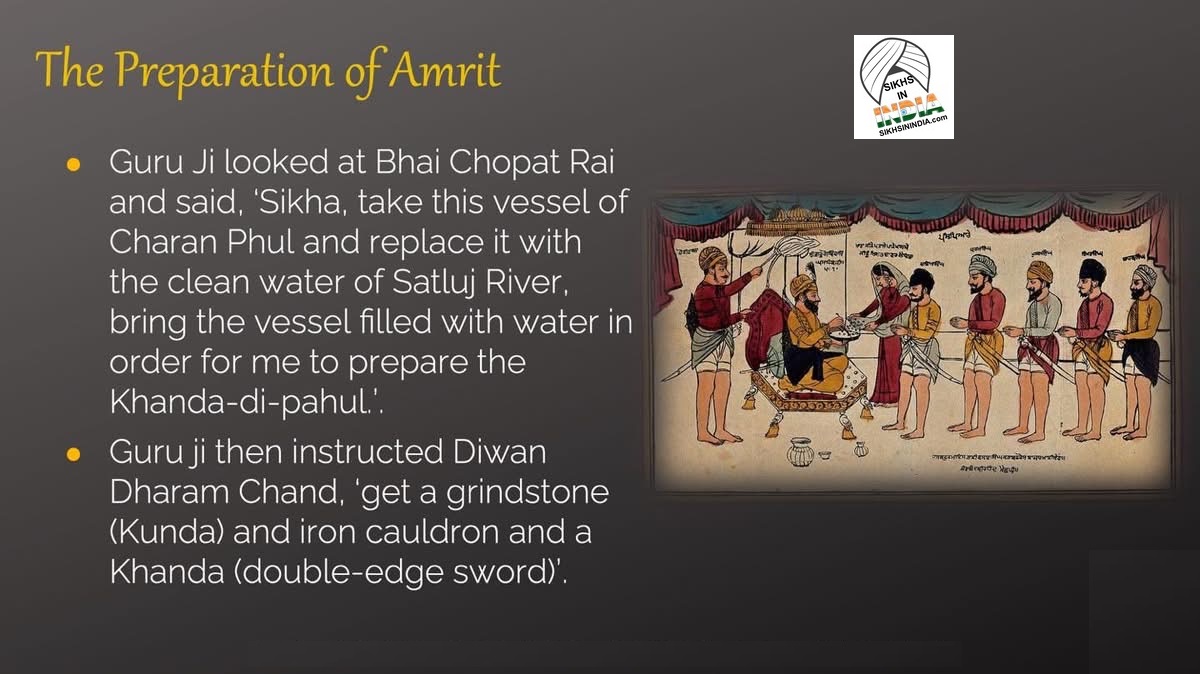 The Preparation of Amrit
SIKHS
IN
INDIA
SIKHSININDIA.com
Guru Ji looked at Bhai Chopat Rai
and said, ‘Sikha, take this vessel of
Charan Phul and replace it with
the clean water of Satluj River,
bring the vessel filled with water in
order for me to prepare the
Khanda-di-pahul.’.
Guru ji then instructed Diwan
Dharam Chand, ‘get a grindstone
(Kunda) and iron cauldron and a
Khanda (double-edge sword)’.